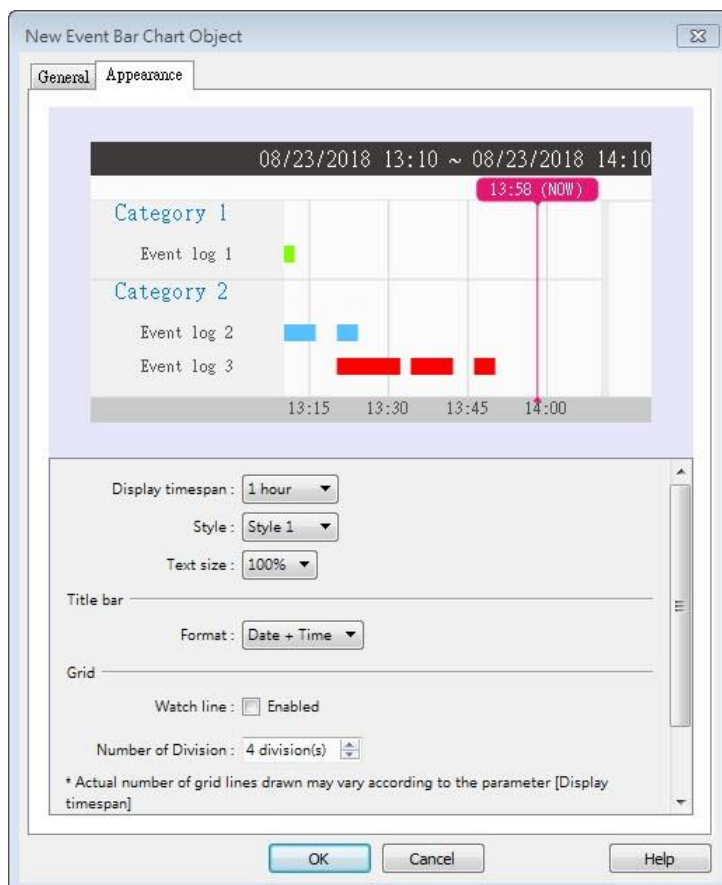 New Event Bar Chart Object
General Appearance
08/23/2018 13:10 ~ 08/23/2018 14:10
13:58 (NOW)
Category 1
Event log 1
Category 2
Event log 2
Event log 3
13:15 13:30 13:45 14:00
Display timespan : 1 hour
Style : Style 1
Text size : 100%
Title bar
Format : Date + Time
Grid
Watch line : Enabled
Number of Division : 4 division(s)
* Actual number of grid lines drawn may vary according to the parameter [Display
timespan]
OK Cancel Help